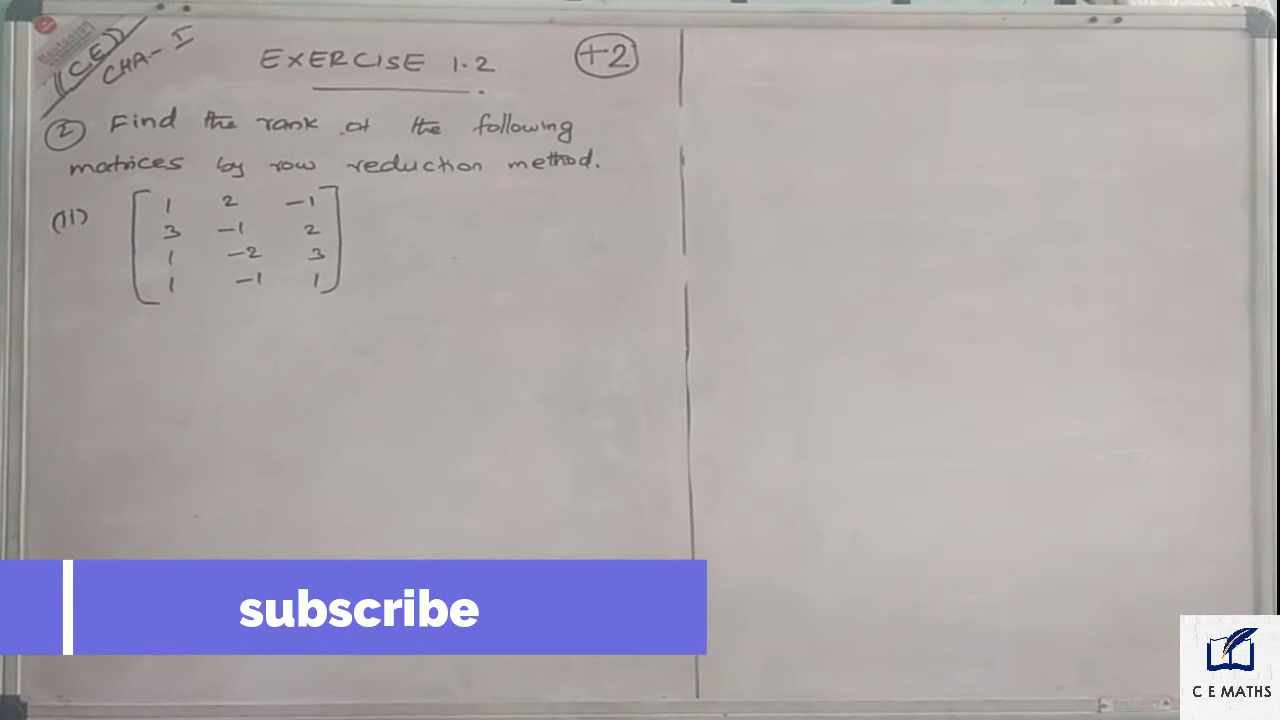 ((CE))
CHA- I
EXERCISE 1.2
+2
② Find the rank of the following
matrices by row reduction method.
(ii)
1 2 -1
3 -1 2
1 -2 3
1 -1 1
subscribe
C E MATHS